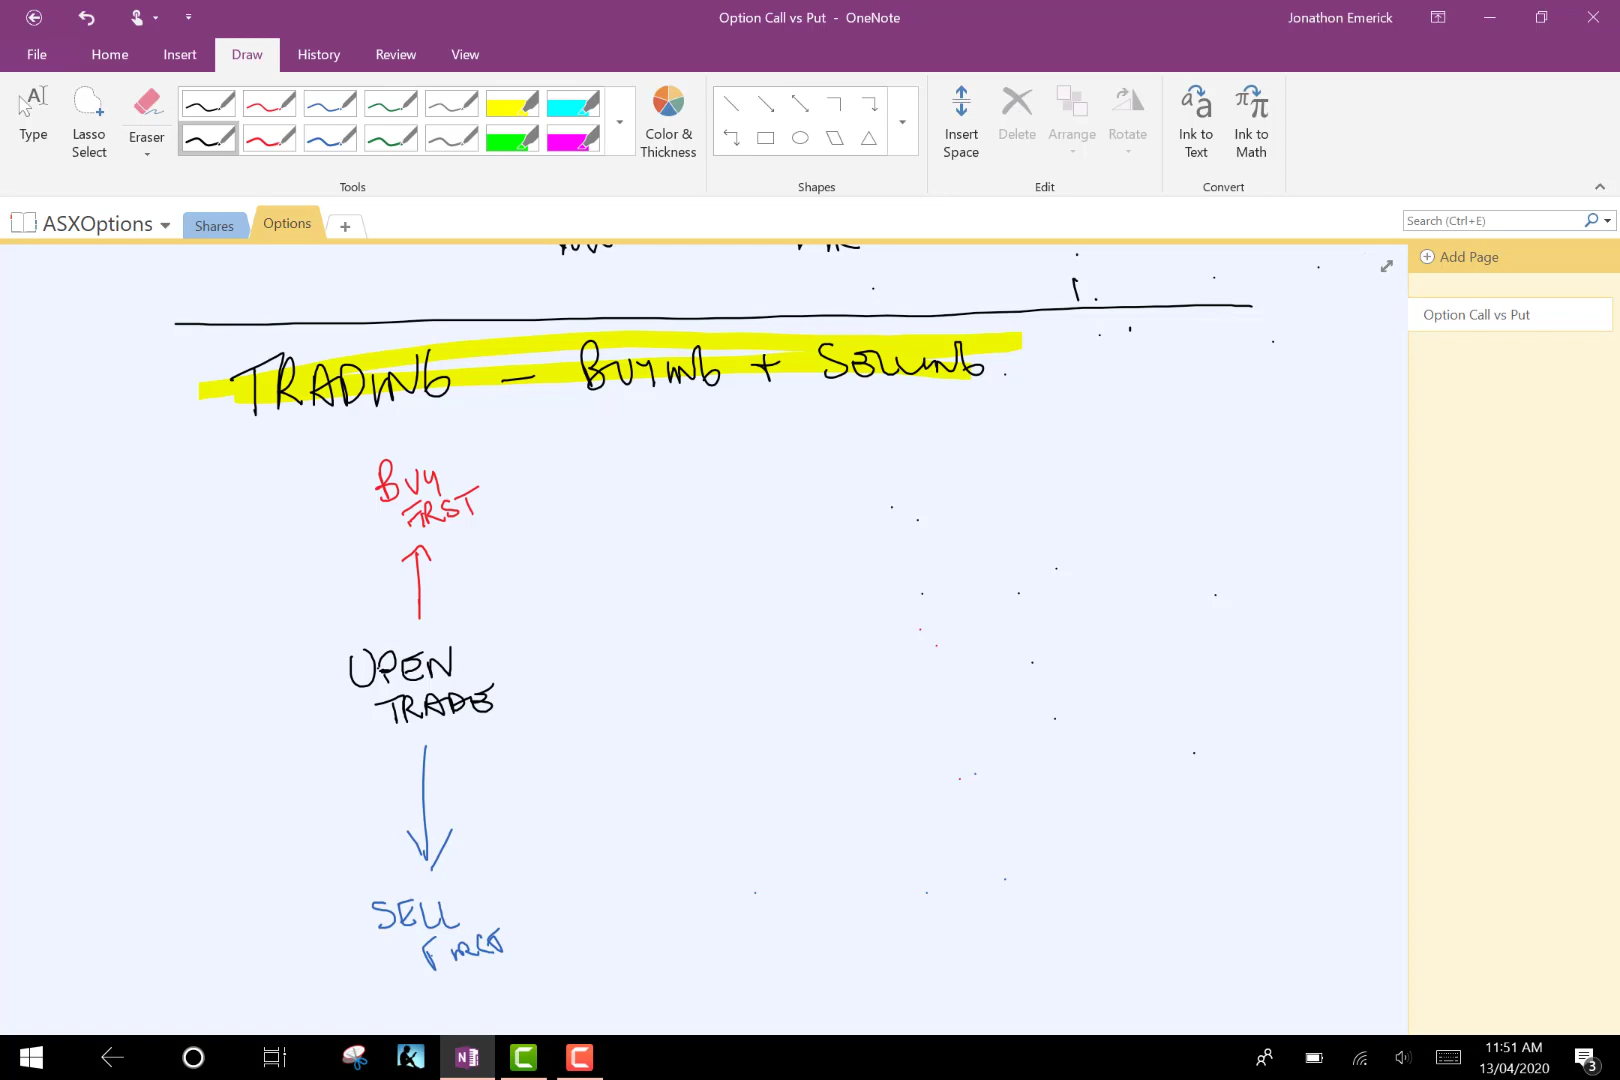 Option Call vs Put - OneNote
Jonathon Emerick
File Home Insert Draw History Review View
Type
Lasso Select
Eraser
Color & Thickness
Insert Space
Delete
Arrange
Rotate
Ink to Text
Ink to Math
Tools
Shapes
Edit
Convert
ASXOptions
Shares
Options
Search (Ctrl+E)
Add Page
Option Call vs Put
TRADING - BUYING + SELLING
BUY
FIRST
OPEN
TRADE
SELL
FIRST
11:51 AM
13/04/2020
3